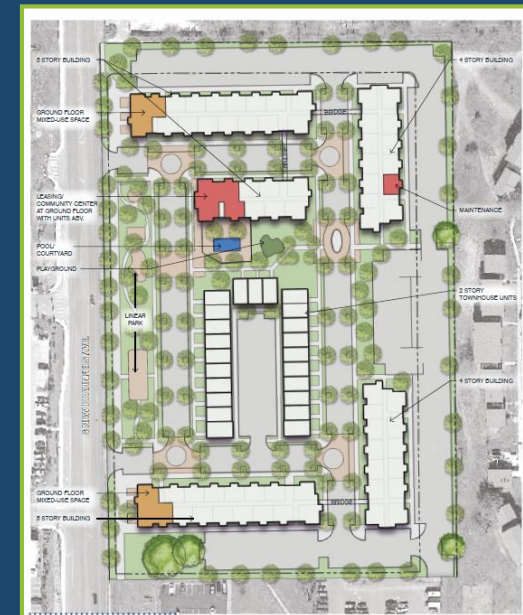 5 STORY BUILDING
4 STORY BUILDING
GROUND FLOOR
MIXED-USE SPACE
BRIDGE
LEASING/
COMMUNITY CENTER
AT GROUND FLOOR
WITH UNITS ABV.
MAINTENANCE
POOL/
COURTYARD
PLAYGROUND
2 STORY
TOWNHOUSE UNITS
LINEAR
PARK
4 STORY BUILDING
GROUND FLOOR
MIXED-USE SPACE
BRIDGE
5 STORY BUILDING